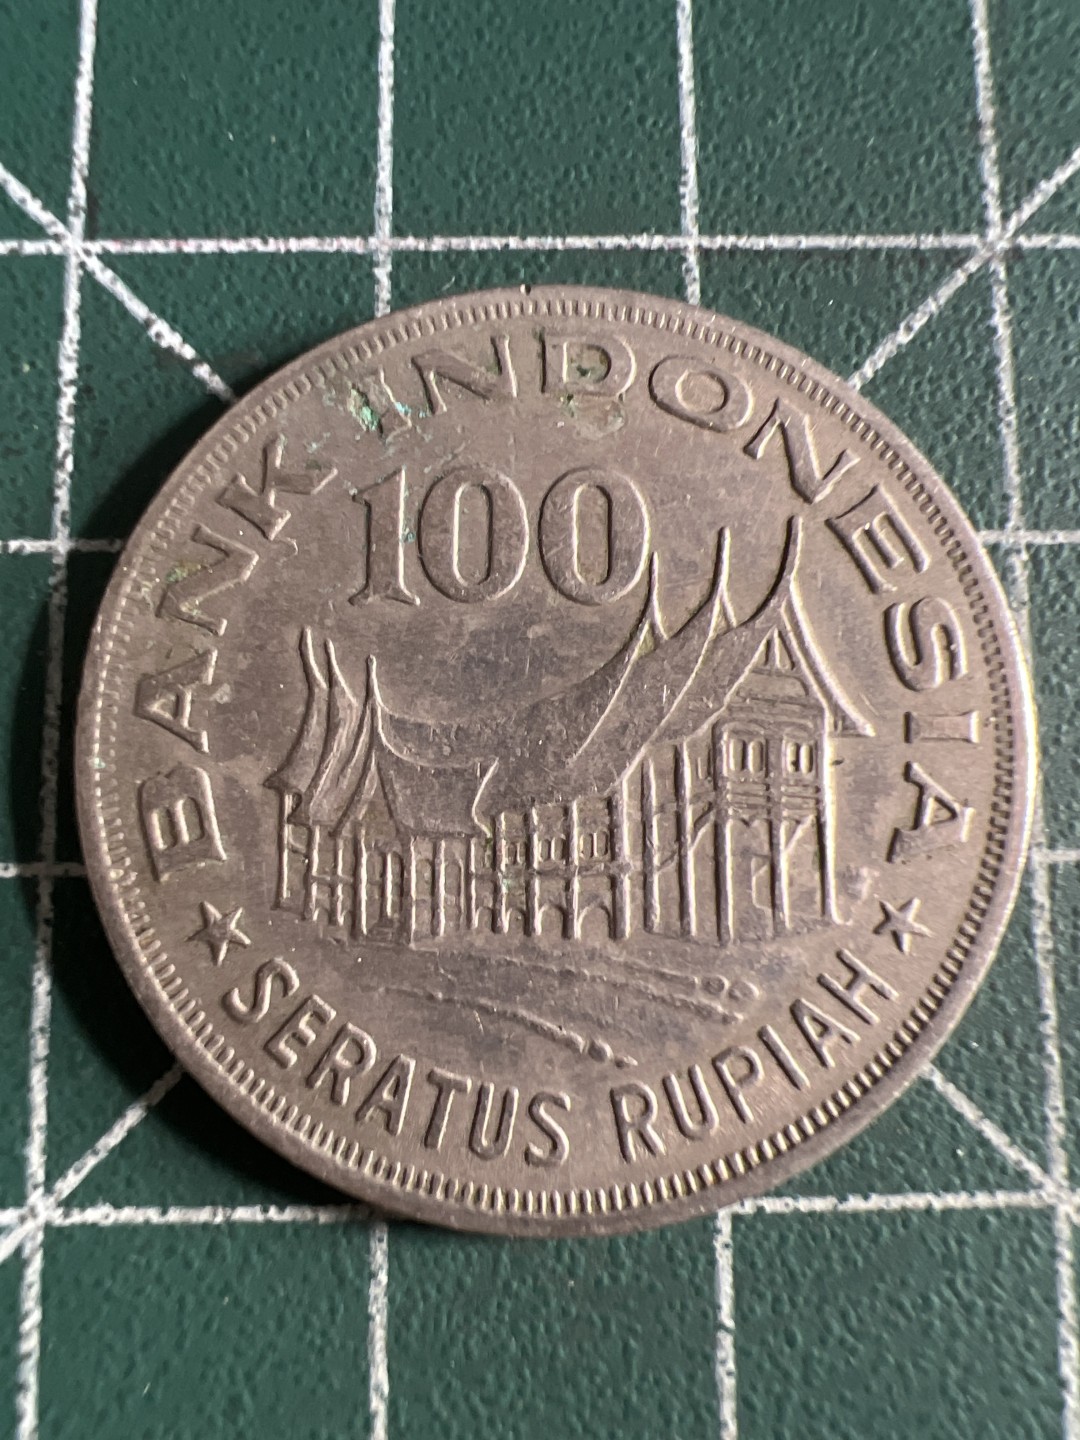 BANK INDONESIA
100
SERATUS RUPIAH